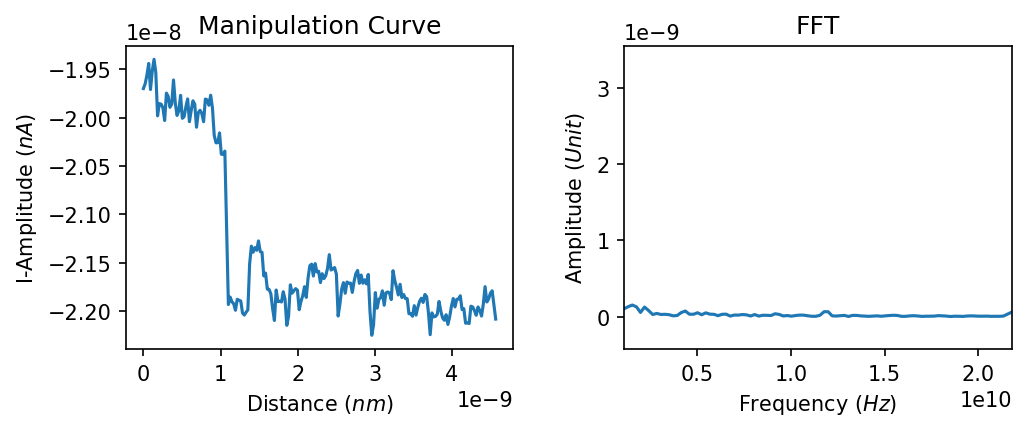 Manipulation Curve
1e−8
−1.95
−2.00
−2.05
−2.10
−2.15
−2.20
I-Amplitude (nA)
0 1 2 3 4
1e−9
Distance (nm)
FFT
1e−9
3
2
1
0
Amplitude (Unit)
0.5 1.0 1.5 2.0
1e10
Frequency (Hz)